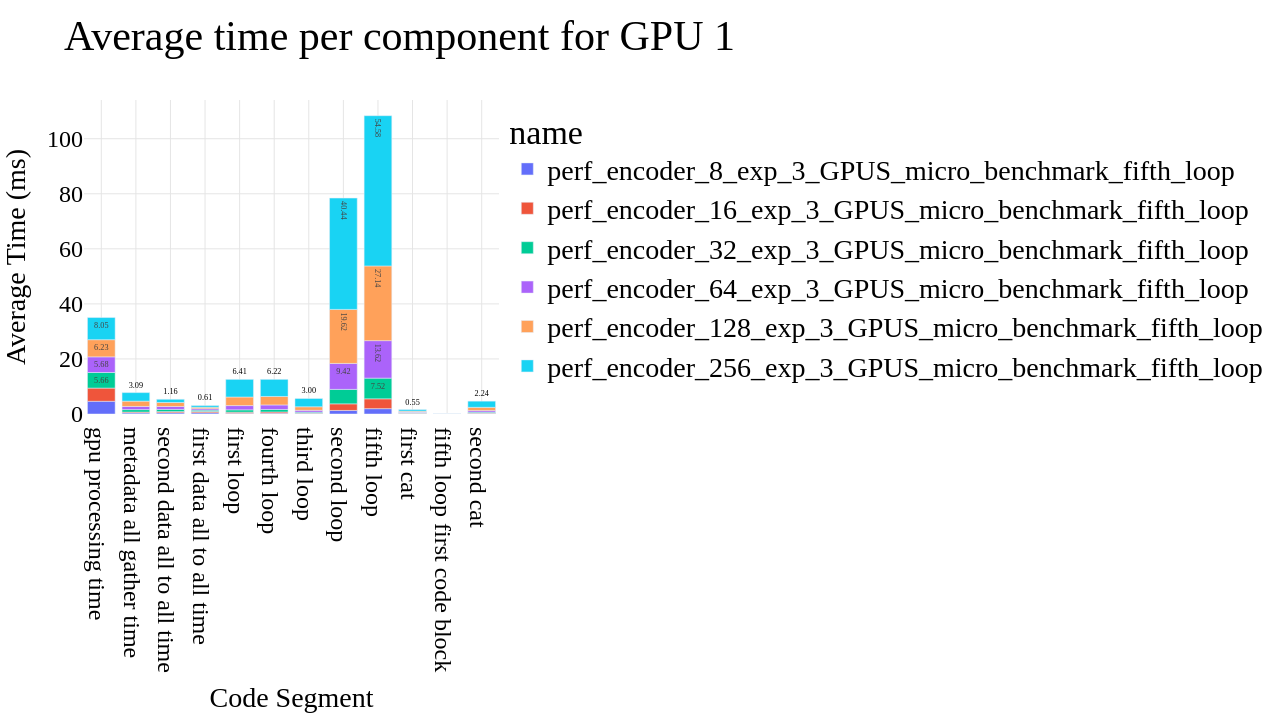 Average time per component for GPU 1
Average Time (ms)
100
80
60
40
20
0
8.05
6.23
5.68
5.66
3.09
1.16
0.61
6.41
6.22
3.00
40.44
19.62
9.42
54.58
27.14
13.62
7.52
0.55
2.24
gpu processing time
metadata all gather time
second data all to all time
first data all to all time
first loop
fourth loop
third loop
second loop
fifth loop
first cat
fifth loop first code block
second cat
Code Segment
name
perf_encoder_8_exp_3_GPUS_micro_benchmark_fifth_loop
perf_encoder_16_exp_3_GPUS_micro_benchmark_fifth_loop
perf_encoder_32_exp_3_GPUS_micro_benchmark_fifth_loop
perf_encoder_64_exp_3_GPUS_micro_benchmark_fifth_loop
perf_encoder_128_exp_3_GPUS_micro_benchmark_fifth_loop
perf_encoder_256_exp_3_GPUS_micro_benchmark_fifth_loop